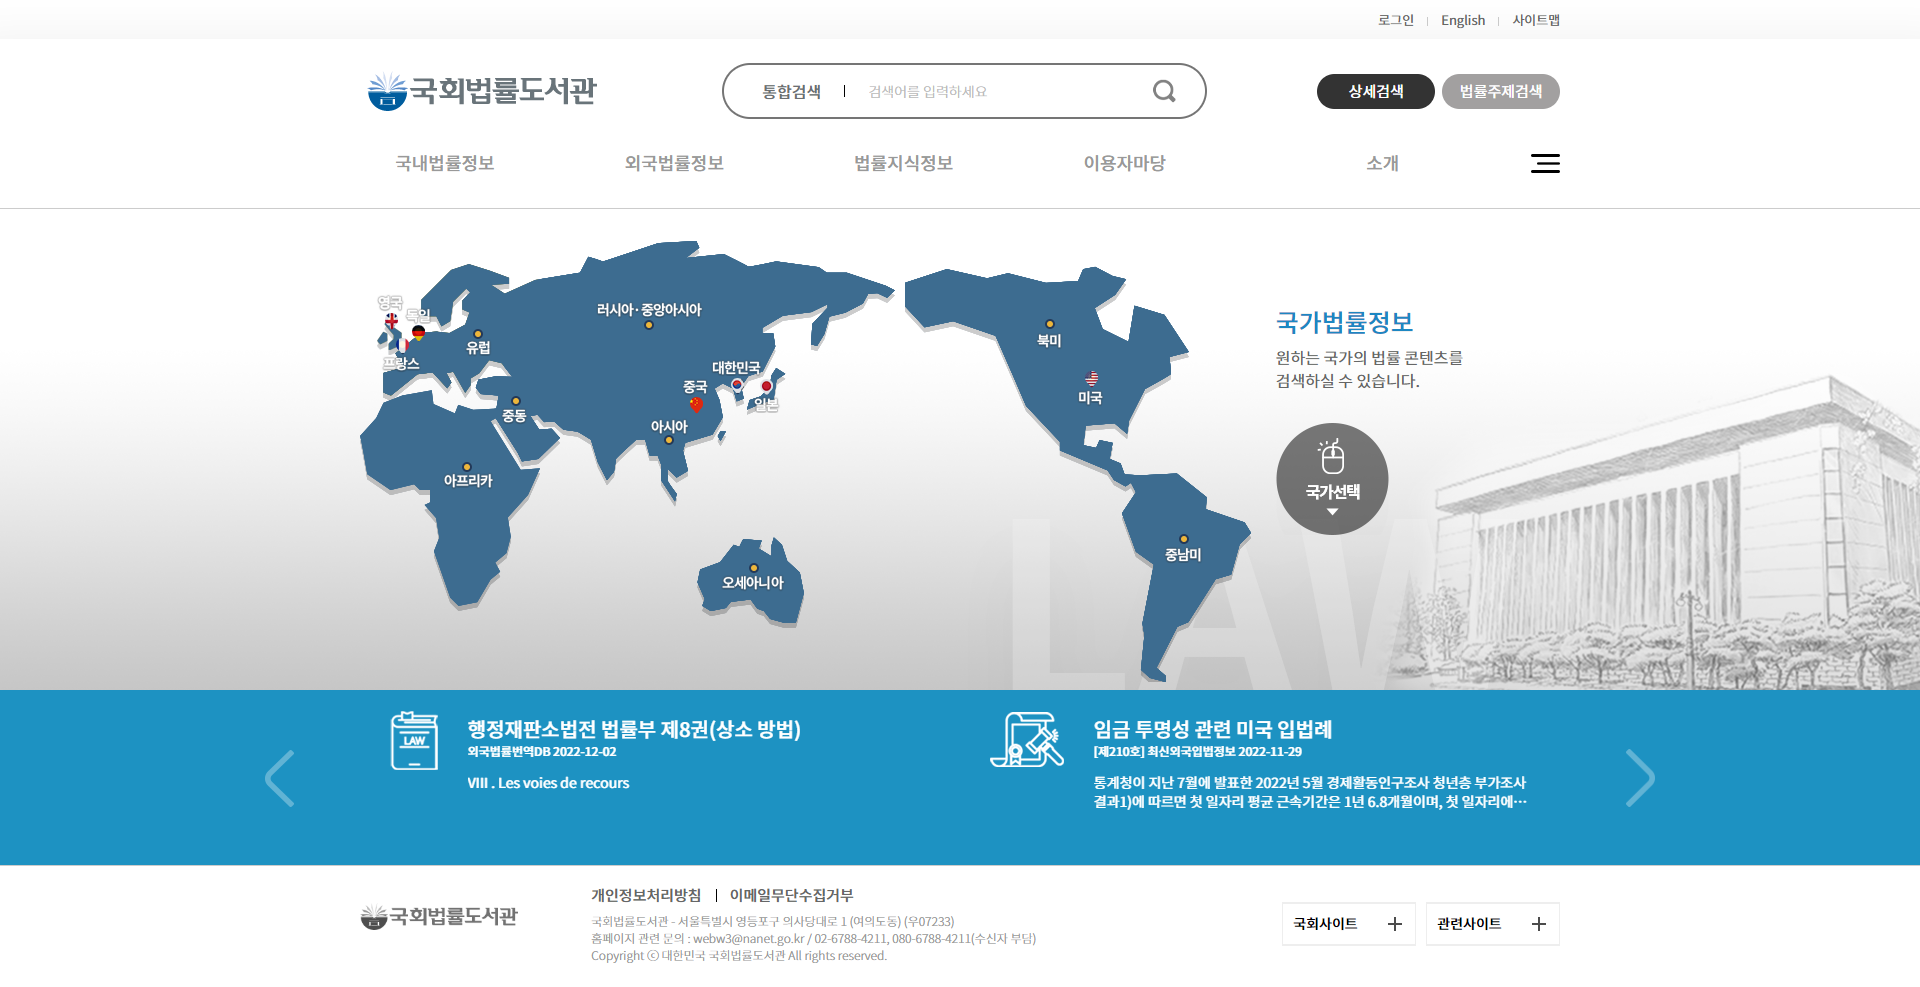 로그인 English 사이트맵
국회법률도서관
통합검색 검색어를 입력하세요
상세검색 법률주제검색
국내법률정보 외국법률정보 법률지식정보 이용자마당 소개
영국
독일
프랑스
유럽
러시아·중앙아시아
대한민국
중국
일본
중동
아시아
아프리카
오세아니아
북미
미국
중남미
국가법률정보
원하는 국가의 법률 콘텐츠를
검색하실 수 있습니다.
국가선택
LAW
LAW
행정재판소법전 법률부 제8권(상소 방법)
외국법률번역DB 2022-12-02
VIII . Les voies de recours
임금 투명성 관련 미국 입법례
[제210호] 최신외국입법정보 2022-11-29
통계청이 지난 7월에 발표한 2022년 5월 경제활동인구조사 청년층 부가조사
결과1)에 따르면 첫 일자리 평균 근속기간은 1년 6.8개월이며, 첫 일자리에…
국회법률도서관
개인정보처리방침 이메일무단수집거부
국회법률도서관 - 서울특별시 영등포구 의사당대로 1 (여의도동) (우07233)
홈페이지 관련 문의 : webw3@nanet.go.kr / 02-6788-4211, 080-6788-4211(수신자 부담)
Copyright ⓒ 대한민국 국회법률도서관 All rights reserved.
국회사이트 관련사이트